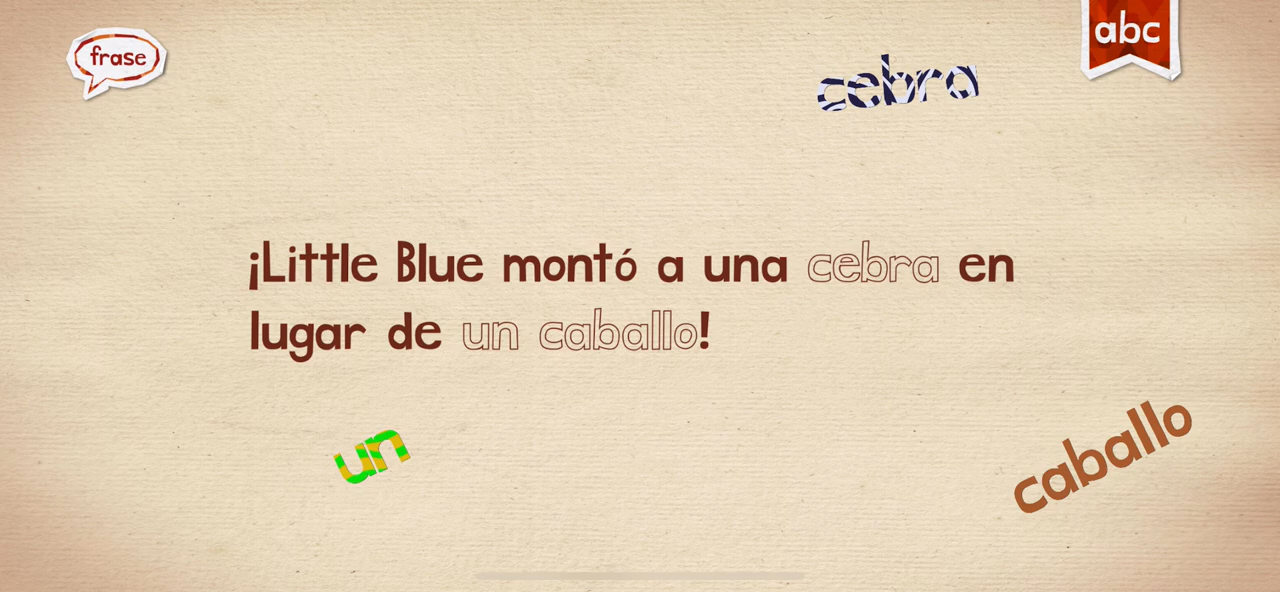 frase
abc
cebra
¡Little Blue montó a una cebra en
lugar de un caballo!
un
caballo